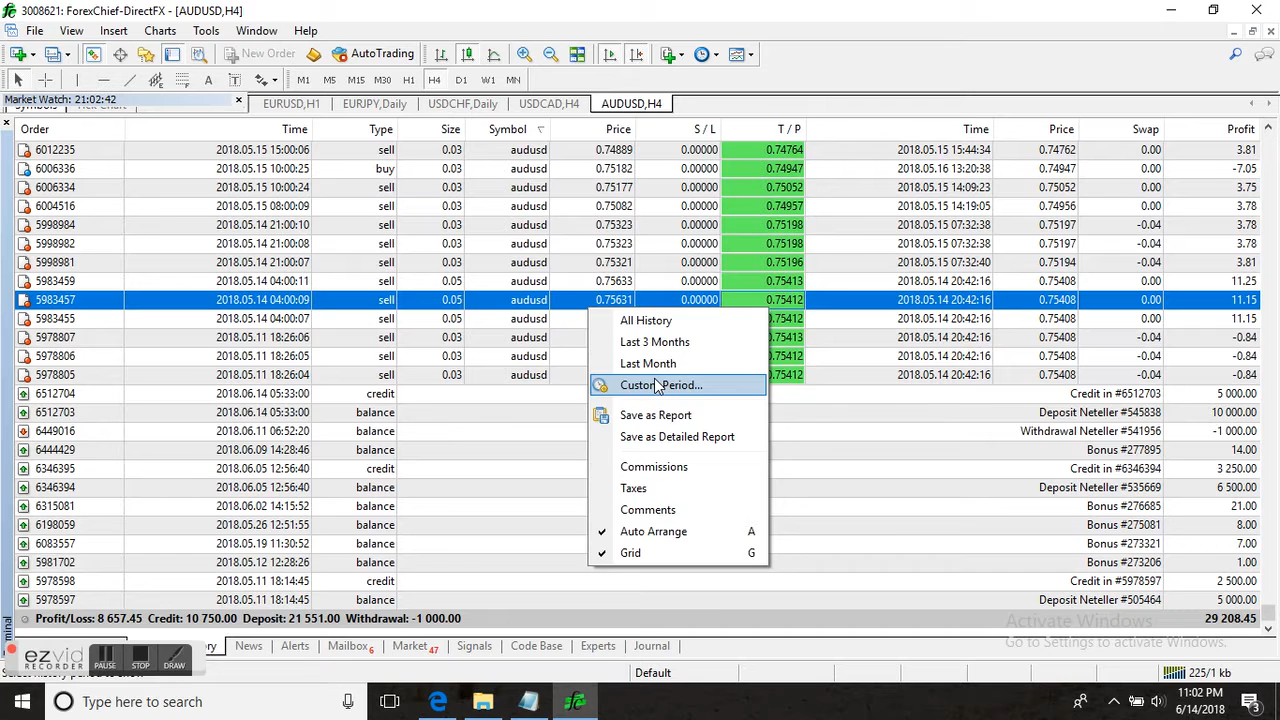 3008621: ForexChief-DirectFX - [AUDUSD,H4]
File View Insert Charts Tools Window Help
New Order AutoTrading
M1 M5 M15 M30 H1 H4 D1 W1 MN
Market Watch: 21:02:42
EURUSD,H1 EURJPY,Daily USDCHF,Daily USDCAD,H4 AUDUSD,H4
Order Time Type Size Symbol Price S / L T / P Time Price Swap Profit
6012235 2018.05.15 15:00:06 sell 0.03 audusd 0.74889 0.00000 0.74764 2018.05.15 15:44:34 0.74762 0.00 3.81
6006336 2018.05.15 10:00:25 buy 0.03 audusd 0.75182 0.00000 0.74947 2018.05.16 13:20:38 0.74947 0.00 -7.05
6006334 2018.05.15 10:00:24 sell 0.03 audusd 0.75177 0.00000 0.75052 2018.05.15 14:09:23 0.75052 0.00 3.75
6004516 2018.05.15 08:00:09 sell 0.03 audusd 0.75082 0.00000 0.74957 2018.05.15 14:19:05 0.74956 0.00 3.78
5998984 2018.05.14 21:00:10 sell 0.03 audusd 0.75323 0.00000 0.75198 2018.05.15 07:32:38 0.75197 -0.04 3.78
5998982 2018.05.14 21:00:08 sell 0.03 audusd 0.75323 0.00000 0.75198 2018.05.15 07:32:38 0.75197 -0.04 3.78
5998981 2018.05.14 21:00:07 sell 0.03 audusd 0.75321 0.00000 0.75196 2018.05.15 07:32:40 0.75194 -0.04 3.81
5983459 2018.05.14 04:00:11 sell 0.05 audusd 0.75633 0.00000 0.75413 2018.05.14 20:42:16 0.75408 0.00 11.25
5983457 2018.05.14 04:00:09 sell 0.05 audusd 0.75631 0.00000 0.75412 2018.05.14 20:42:16 0.75408 0.00 11.15
5983455 2018.05.14 04:00:07 sell 0.05 audusd 0.75412 2018.05.14 20:42:16 0.75408 0.00 11.15
5978807 2018.05.11 18:26:06 sell 0.03 audusd 0.75413 2018.05.14 20:42:16 0.75408 -0.04 -0.84
5978806 2018.05.11 18:26:05 sell 0.03 audusd 0.75412 2018.05.14 20:42:16 0.75408 -0.04 -0.84
5978805 2018.05.11 18:26:05 sell 0.03 audusd 0.75412 2018.05.14 20:42:16 0.75408 -0.04 -0.84
6512704 2018.06.14 05:33:00 credit Credit in #6512703 5 000.00
6512703 2018.06.14 05:33:00 balance Deposit Neteller #545838 10 000.00
6449016 2018.06.11 06:52:20 balance Withdrawal Neteller #541956 -1 000.00
6444429 2018.06.09 14:28:46 balance Bonus #277895 14.00
6346395 2018.06.05 12:56:40 credit Credit in #6346394 3 250.00
6346394 2018.06.05 12:56:40 balance Deposit Neteller #535669 6 500.00
6315081 2018.06.02 14:15:52 balance Bonus #276685 21.00
6198059 2018.05.26 12:51:55 balance Bonus #275081 8.00
6083557 2018.05.19 11:30:52 balance Bonus #273321 7.00
5981702 2018.05.12 12:28:26 balance Bonus #273206 1.00
5978598 2018.05.11 18:14:45 credit Credit in #5978597 2 500.00
5978597 2018.05.11 18:14:45 balance Deposit #505464 5 000.00
Profit/Loss: 8 657.45 Credit: 10 750.00 Deposit: 21 551.00 Withdrawal: -1 000.00 29 208.45
All History
Last 3 Months
Last Month
Custom Period...
Save as Report
Save as Detailed Report
Commissions
Taxes
Comments
Auto Arrange A
Grid G
Activate Windows
Go to Settings to activate Windows.
News Alerts Mailbox 6 Market 47 Signals Code Base Experts Journal
ezvid
RECORDER
PAUSE STOP DRAW
Default 225/1 kb
Type here to search
11:02 PM
6/14/2018
3